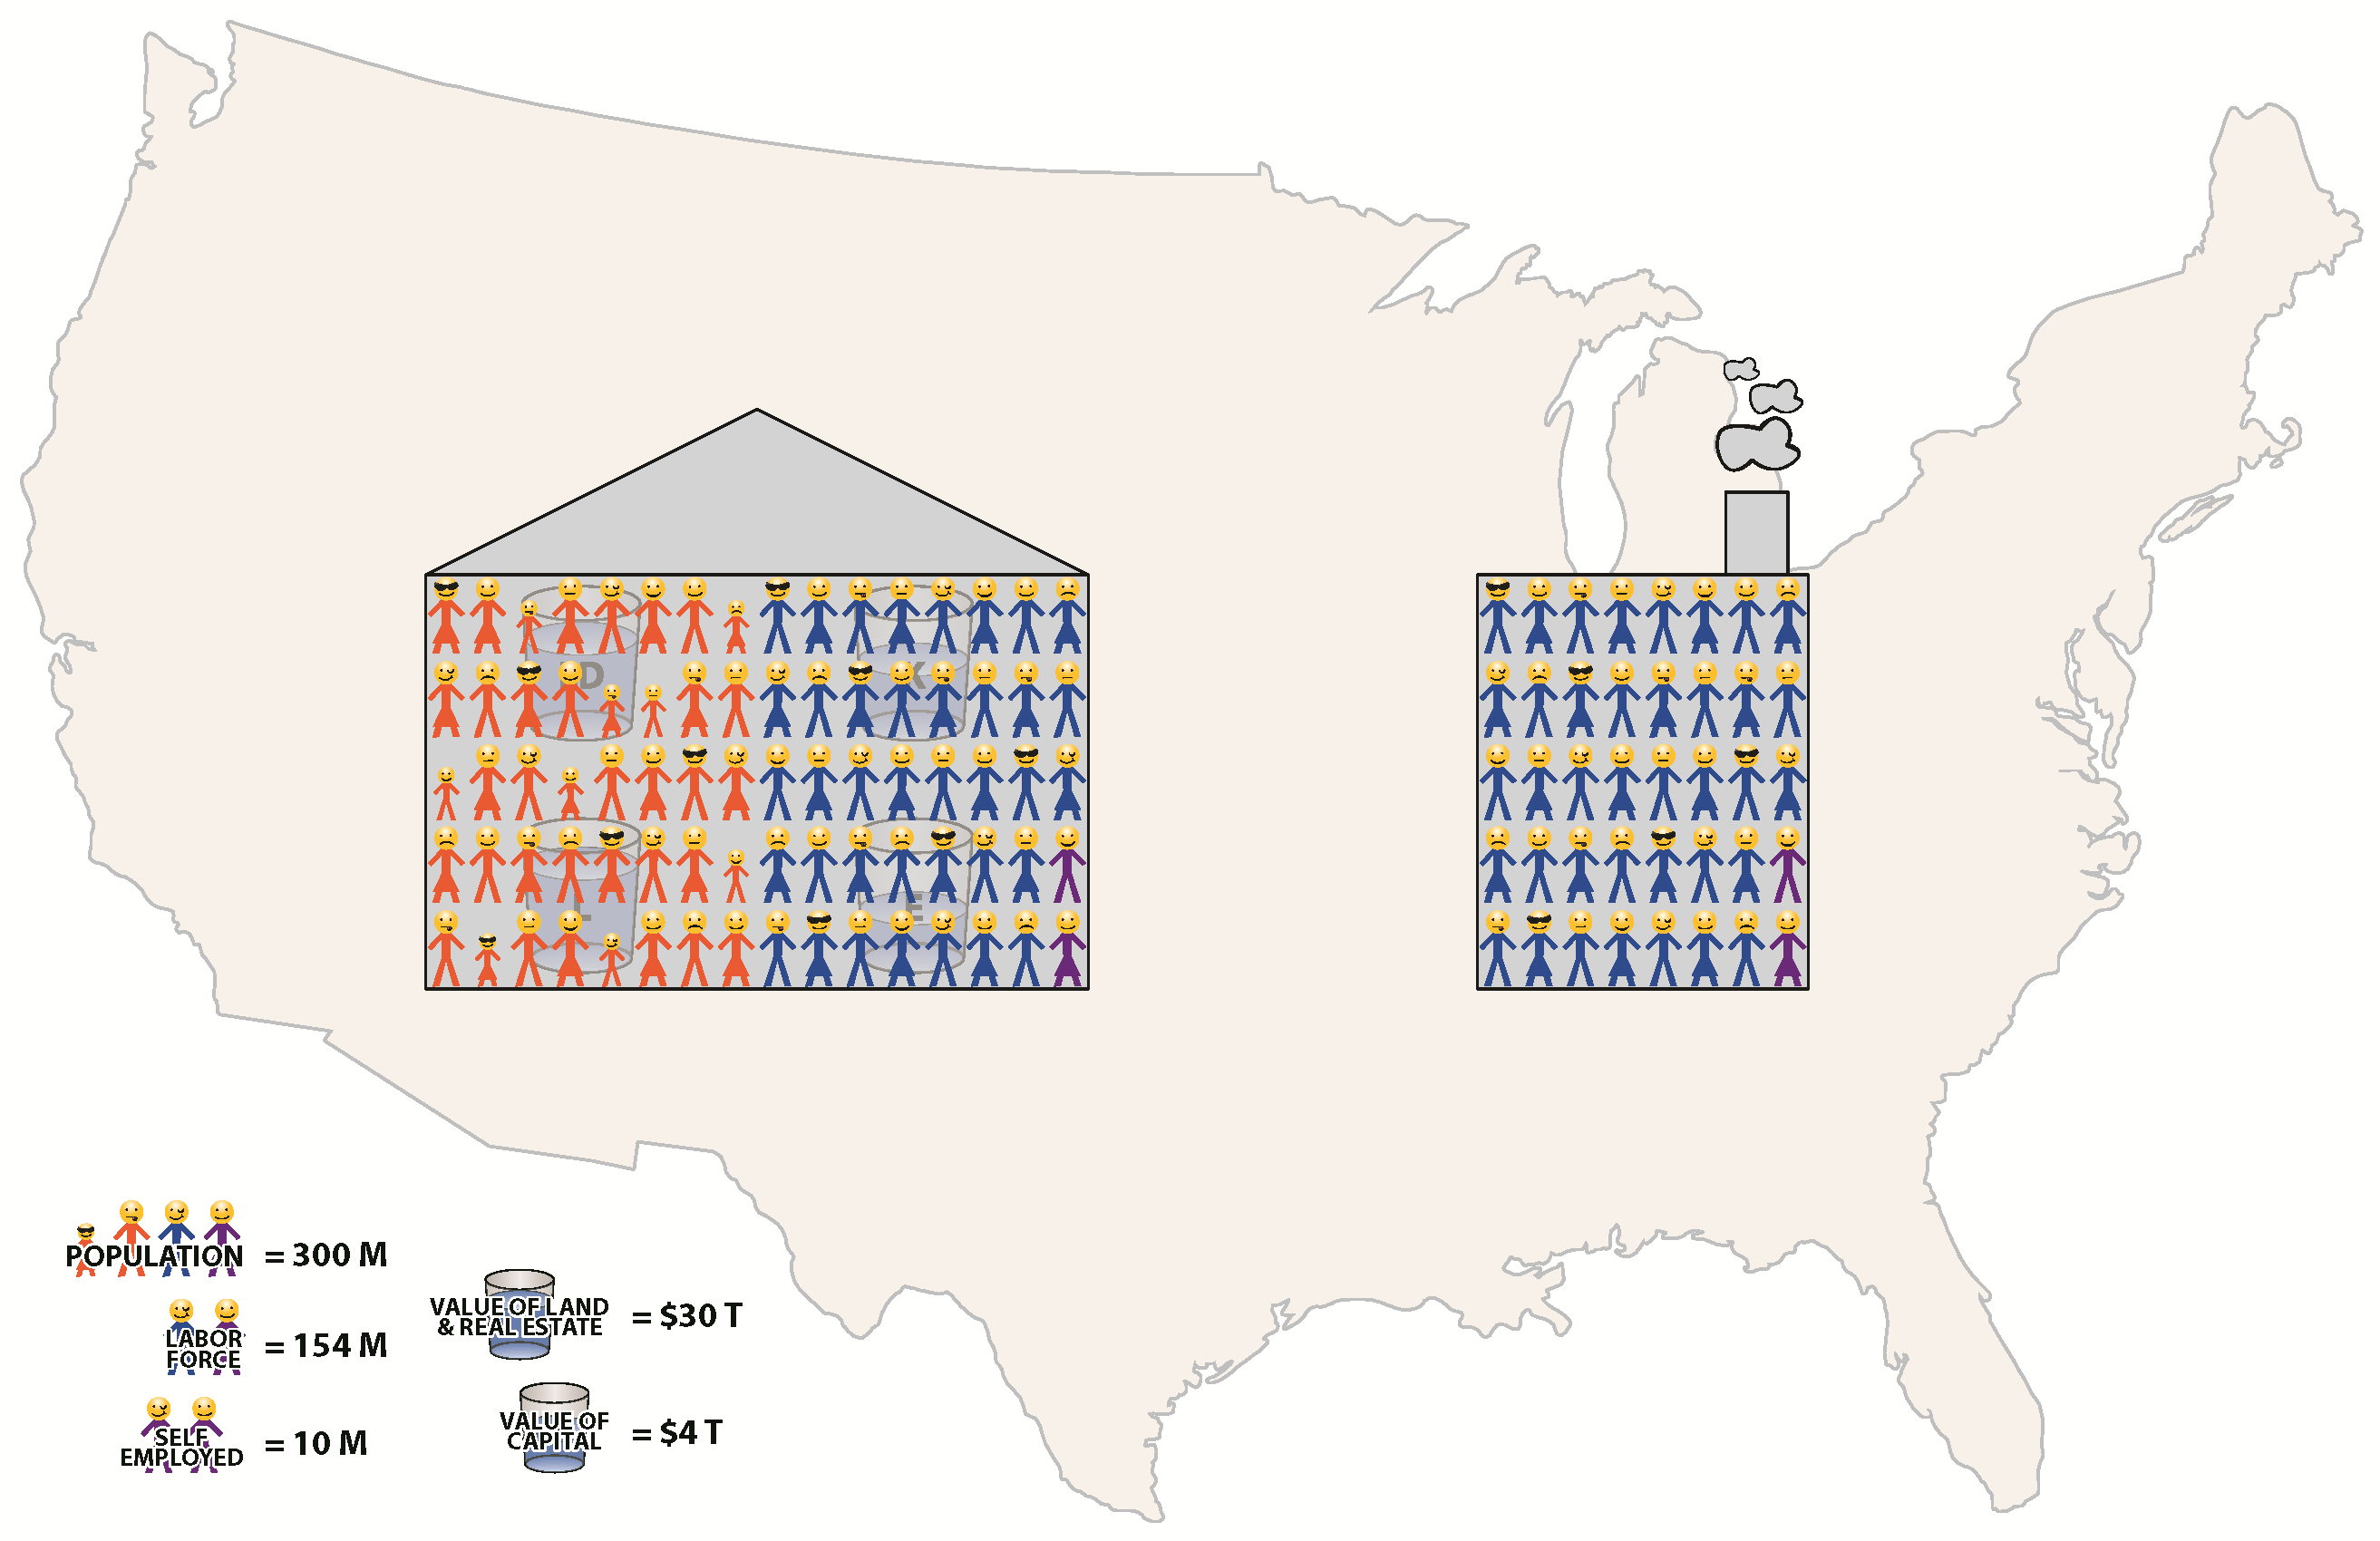 D
K
L
E
POPULATION = 300 M
LABOR
FORCE = 154 M
SELF
EMPLOYED = 10 M
VALUE OF LAND
& REAL ESTATE = $30 T
VALUE OF
CAPITAL = $4 T